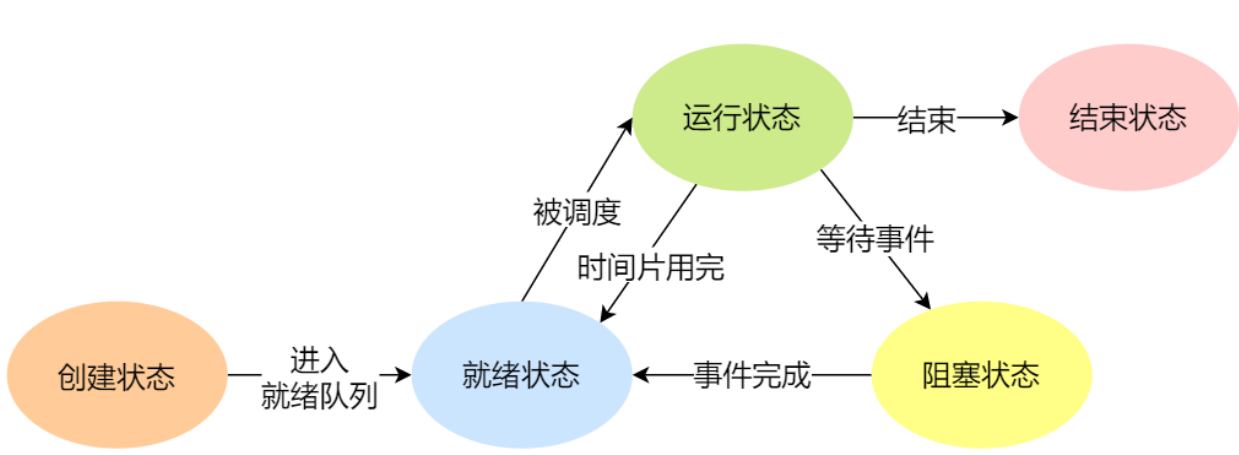 运行状态
结束
结束状态
被调度
等待事件
时间片用完
创建状态
进入
就绪队列
就绪状态
事件完成
阻塞状态